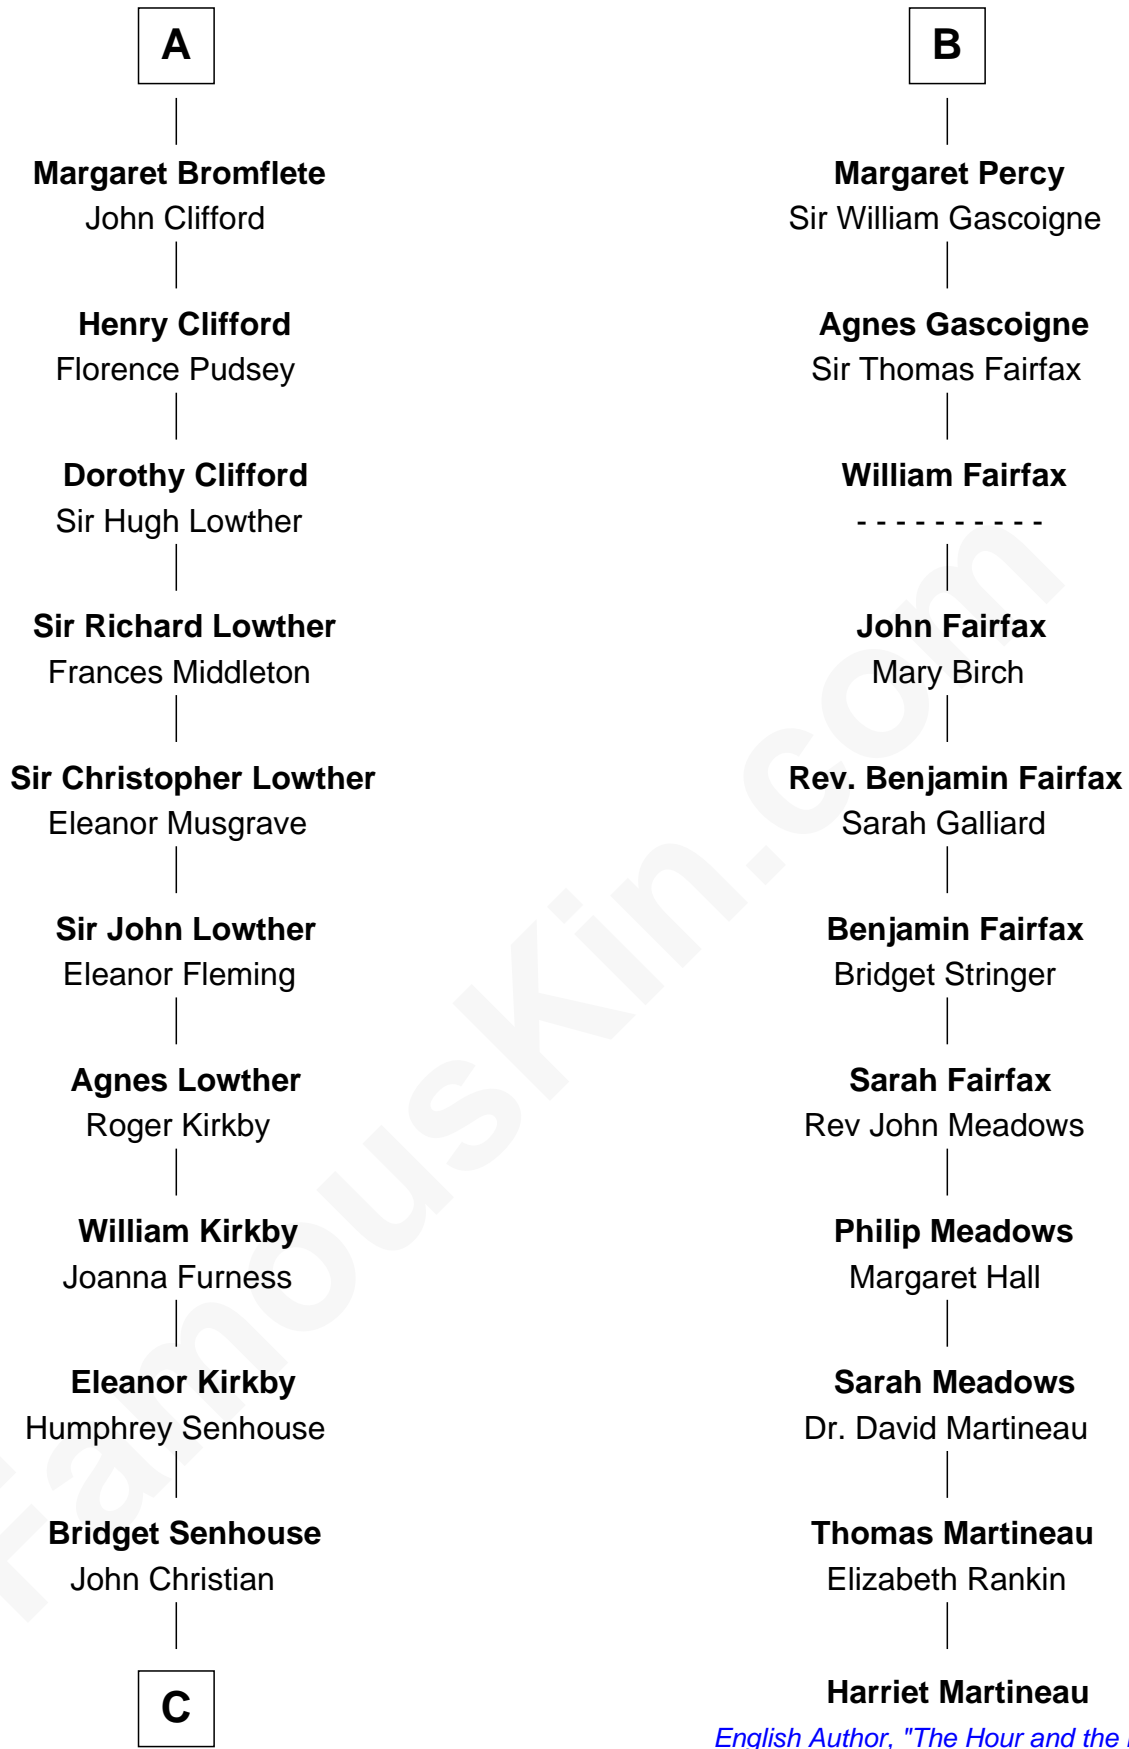 A
Margaret Bromflete
John Clifford
Henry Clifford
Florence Pudsey
Dorothy Clifford
Sir Hugh Lowther
Sir Richard Lowther
Frances Middleton
Sir Christopher Lowther
Eleanor Musgrave
Sir John Lowther
Eleanor Fleming
Agnes Lowther
Roger Kirkby
William Kirkby
Joanna Furness
Eleanor Kirkby
Humphrey Senhouse
Bridget Senhouse
John Christian
C
B
Margaret Percy
Sir William Gascoigne
Agnes Gascoigne
Sir Thomas Fairfax
William Fairfax
- - - - - - - - - -
John Fairfax
Mary Birch
Rev. Benjamin Fairfax
Sarah Galliard
Benjamin Fairfax
Bridget Stringer
Sarah Fairfax
Rev John Meadows
Philip Meadows
Margaret Hall
Sarah Meadows
Dr. David Martineau
Thomas Martineau
Elizabeth Rankin
Harriet Martineau
English Author, "The Hour and the
FamousKin.com